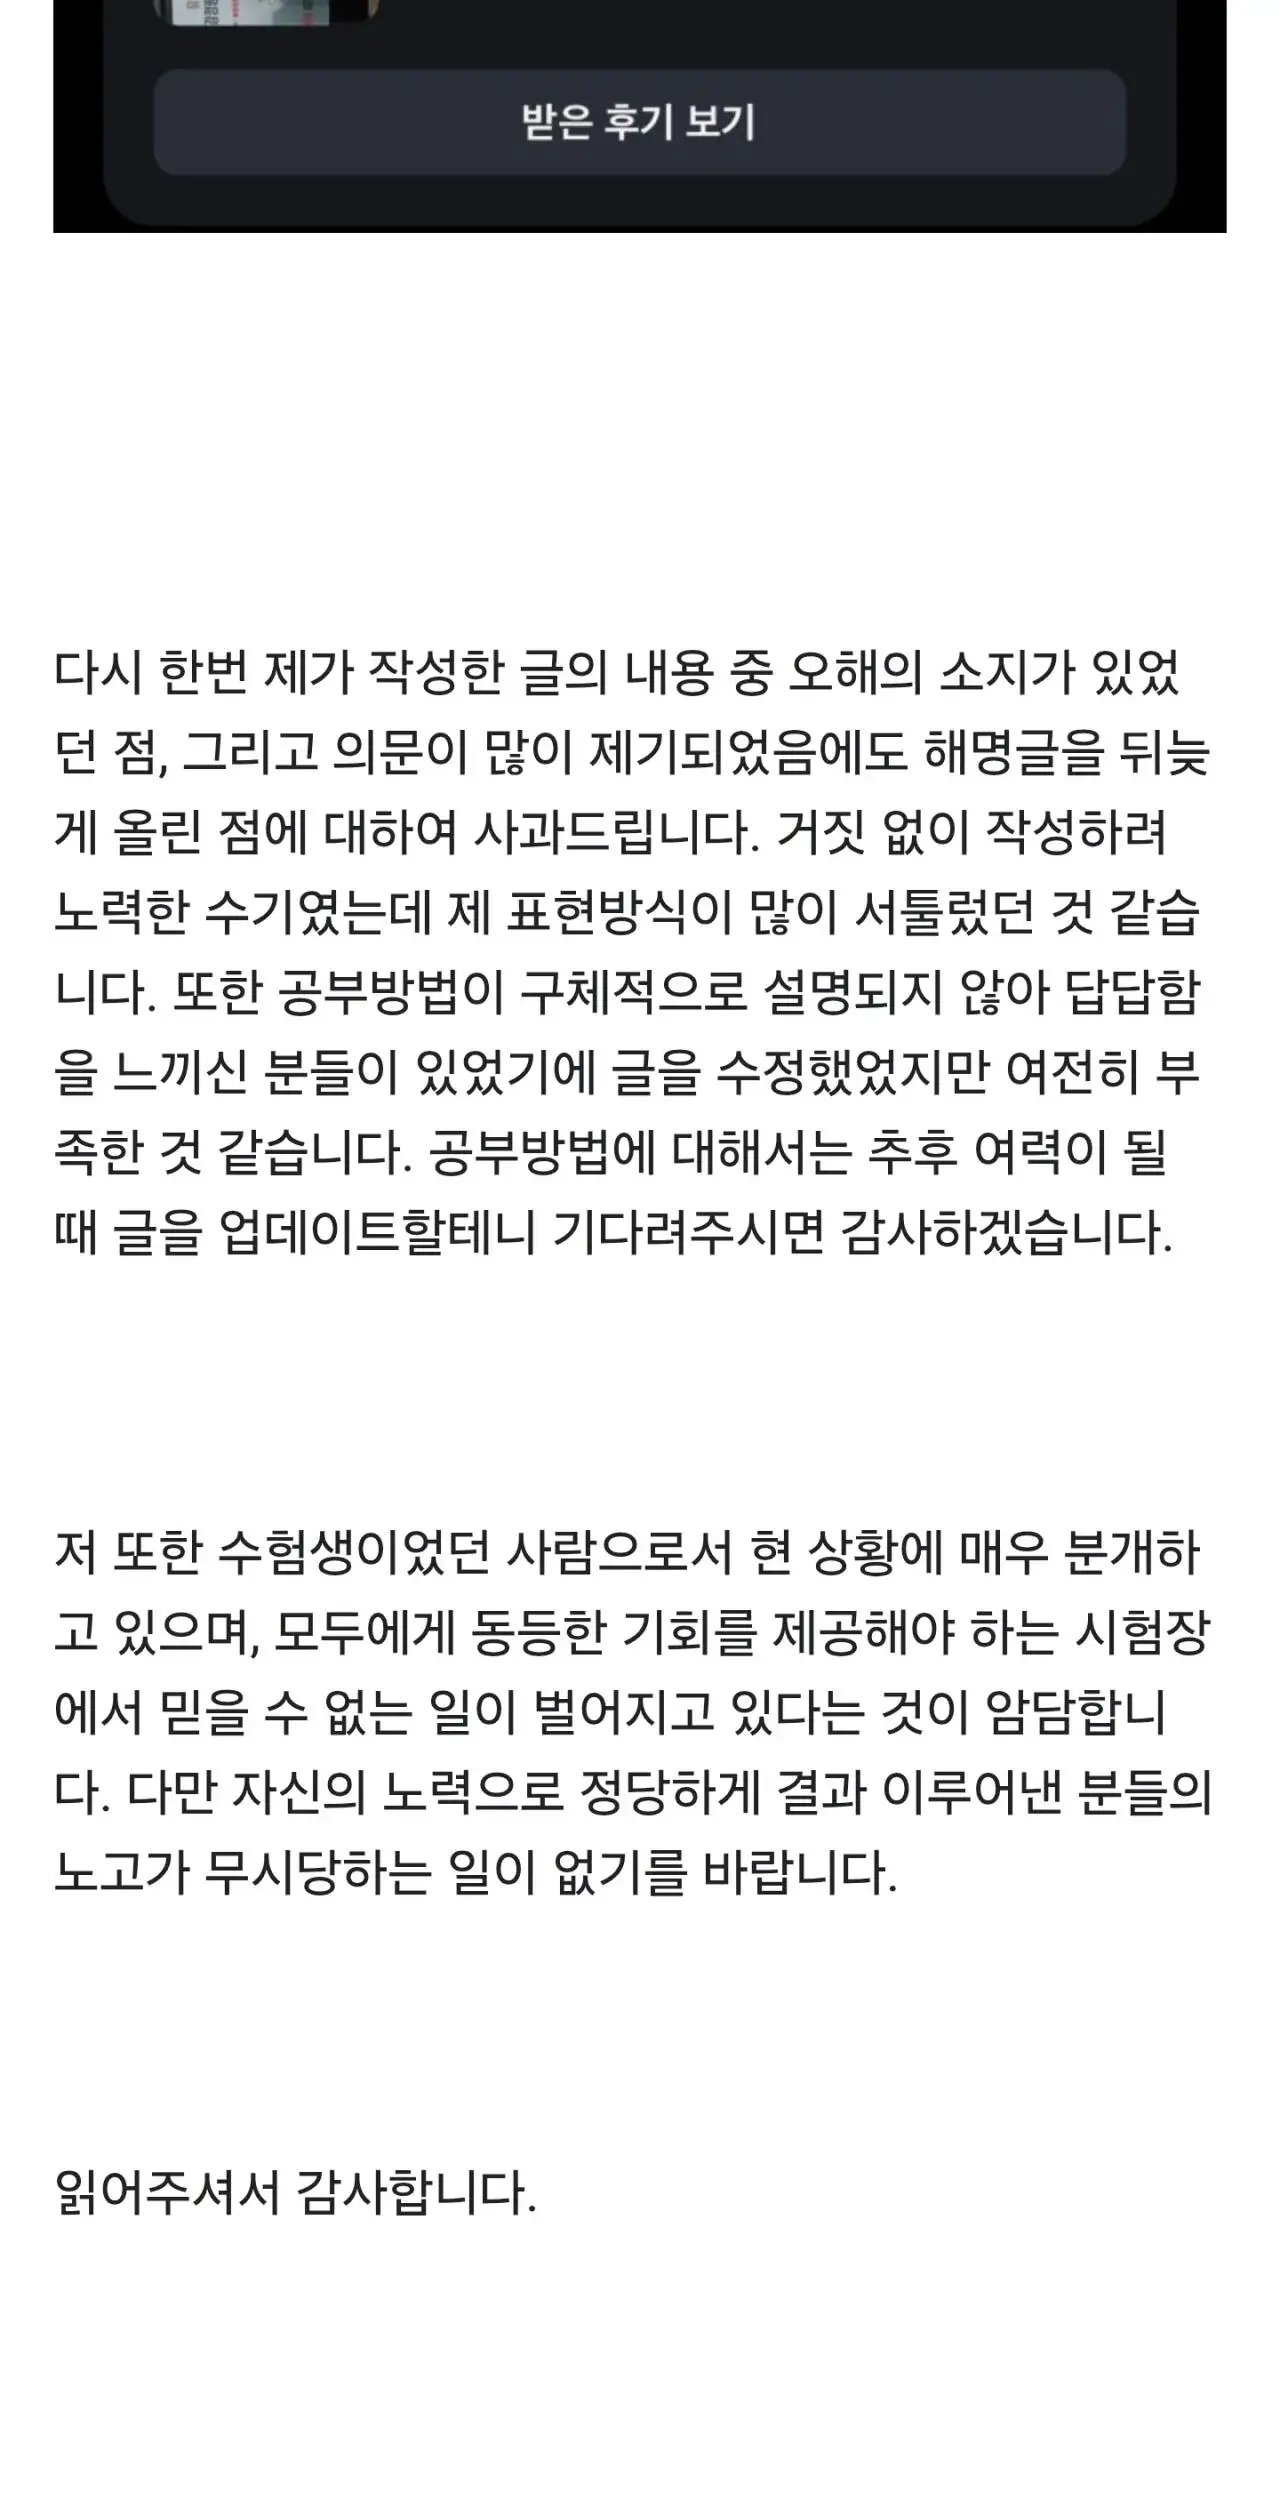 받은 후기 보기
다시 한번 제가 작성한 글의 내용 중 오해의 소지가 있었
던 점, 그리고 의문이 많이 제기되었음에도 해명글을 뒤늦
게 올린 점에 대하여 사과드립니다. 거짓 없이 작성하려
노력한 수기였는데 제 표현방식이 많이 서툴렀던 것 같습
니다. 또한 공부방법이 구체적으로 설명되지 않아 답답함
을 느끼신 분들이 있었기에 글을 수정했었지만 여전히 부
족한 것 같습니다. 공부방법에 대해서는 추후 여력이 될
때 글을 업데이트할테니 기다려주시면 감사하겠습니다.
저 또한 수험생이었던 사람으로서 현 상황에 매우 분개하
고 있으며, 모두에게 동등한 기회를 제공해야 하는 시험장
에서 믿을 수 없는 일이 벌어지고 있다는 것이 암담합니
다. 다만 자신의 노력으로 정당하게 결과 이루어낸 분들의
노고가 무시당하는 일이 없기를 바랍니다.
읽어주셔서 감사합니다.